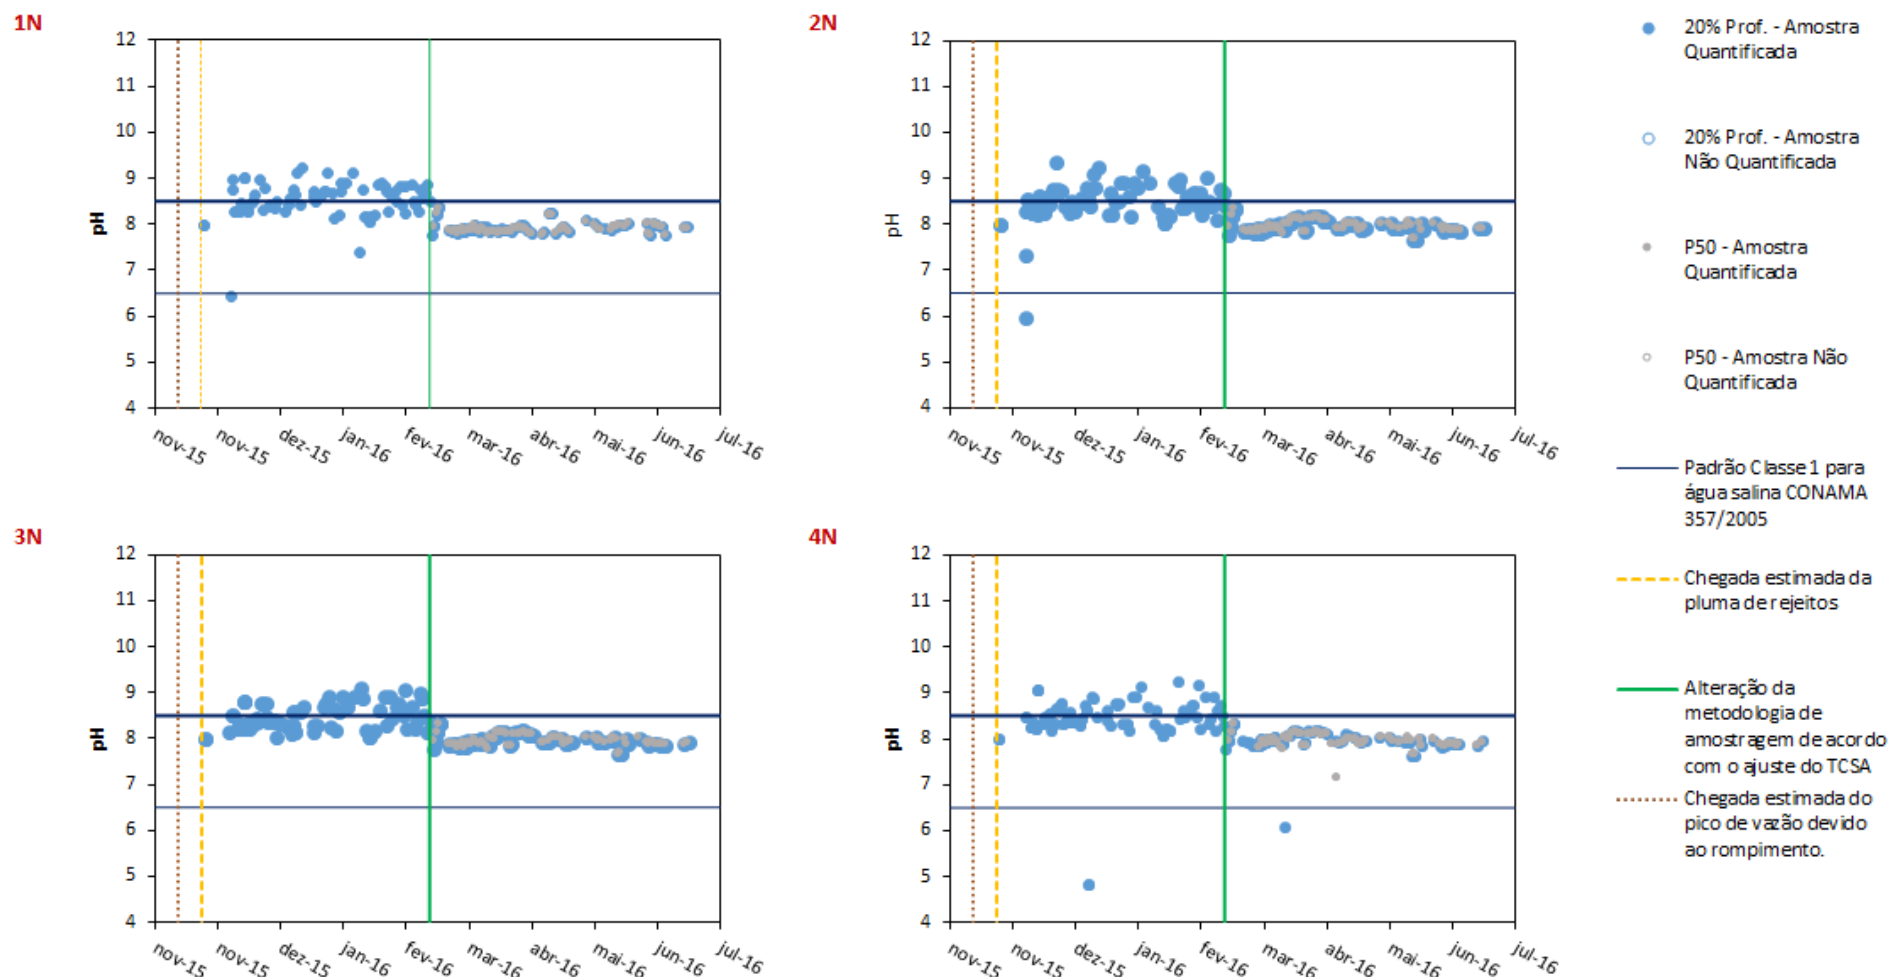 1N
pH
12
11
10
9
8
7
6
5
4
nov-15
nov-15
dez-15
jan-16
fev-16
mar-16
abr-16
mai-16
jun-16
jul-16
2N
pH
12
11
10
9
8
7
6
5
4
nov-15
nov-15
dez-15
jan-16
fev-16
mar-16
abr-16
mai-16
jun-16
jul-16
3N
pH
12
11
10
9
8
7
6
5
4
nov-15
nov-15
dez-15
jan-16
fev-16
mar-16
abr-16
mai-16
jun-16
jul-16
4N
pH
12
11
10
9
8
7
6
5
4
nov-15
nov-15
dez-15
jan-16
fev-16
mar-16
abr-16
mai-16
jun-16
jul-16
20% Prof. - Amostra
Quantificada
20% Prof. - Amostra
Não Quantificada
P50 - Amostra
Quantificada
P50 - Amostra Não
Quantificada
Padrão Classe 1 para
água salina CONAMA
357/2005
Chegada estimada da
pluma de rejeitos
Alteração da
metodologia de
amostragem de acordo
com o ajuste do TCSA
Chegada estimada do
pico de vazão devido
ao rompimento.